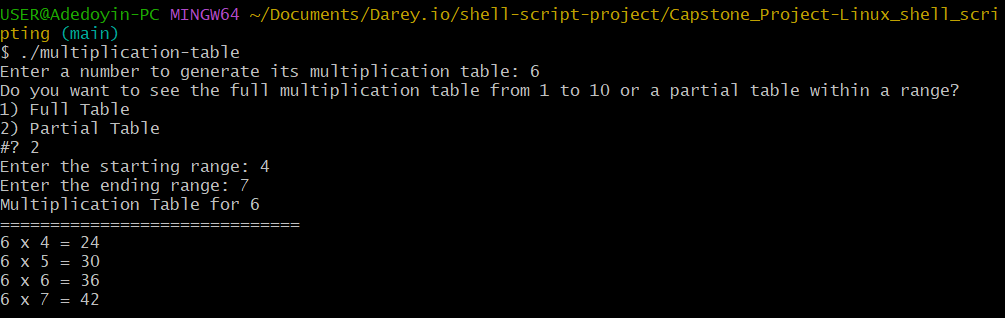 USER@Adedoyin-PC MINGW64 ~/Documents/Darey.io/shell-script-project/Capstone_Project-Linux_shell_scri
pting (main)
$ ./multiplication-table
Enter a number to generate its multiplication table: 6
Do you want to see the full multiplication table from 1 to 10 or a partial table within a range?
1) Full Table
2) Partial Table
#? 2
Enter the starting range: 4
Enter the ending range: 7
Multiplication Table for 6
==============================
6 x 4 = 24
6 x 5 = 30
6 x 6 = 36
6 x 7 = 42